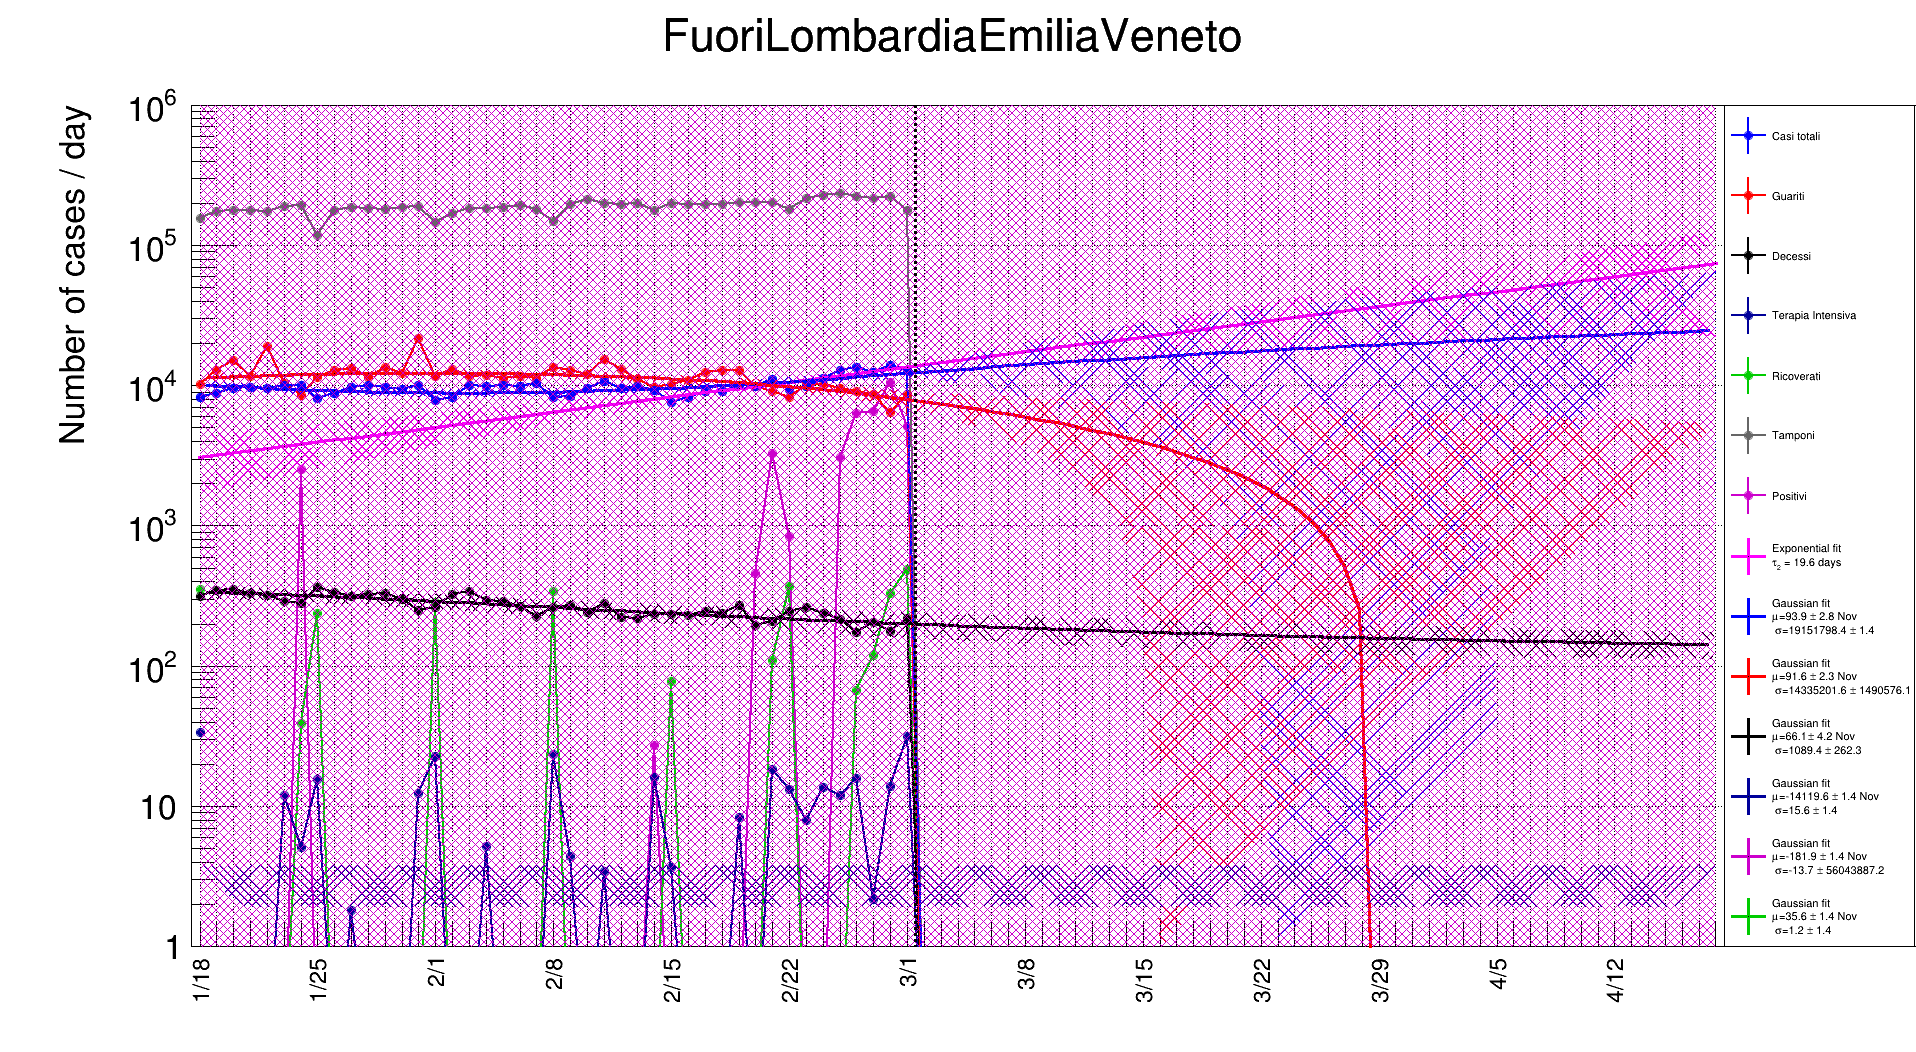 FuoriLombardiaEmiliaVeneto
Number of cases / day
10^6
10^5
10^4
10^3
10^2
10
1
1/18
1/25
2/1
2/8
2/15
2/22
3/1
3/8
3/15
3/22
3/29
4/5
4/12
Casi totali
Guariti
Decessi
Terapia Intensiva
Ricoverati
Tamponi
Positivi
Exponential fit
τ₂ = 19.6 days
Gaussian fit
μ=93.9 ± 2.8 Nov
σ=19151798.4 ± 1.4
Gaussian fit
μ=91.6 ± 2.3 Nov
σ=14335201.6 ± 1490576.1
Gaussian fit
μ=66.1 ± 4.2 Nov
σ=1089.4 ± 262.3
Gaussian fit
μ=-14119.6 ± 1.4 Nov
σ=15.6 ± 1.4
Gaussian fit
μ=-181.9 ± 1.4 Nov
σ=-13.7 ± 56043887.2
Gaussian fit
μ=35.6 ± 1.4 Nov
σ=1.2 ± 1.4